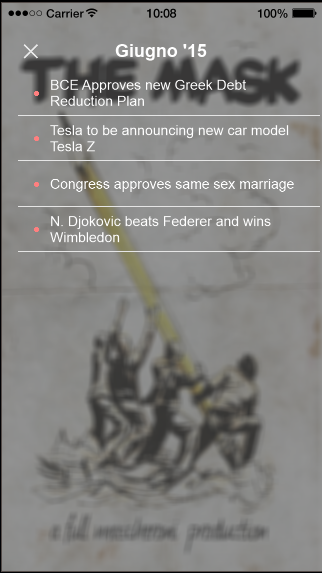 Carrier 10:08 100%
Giugno '15
THE MASK
BCE Approves new Greek Debt
Reduction Plan
Tesla to be announcing new car model
Tesla Z
Congress approves same sex marriage
N. Djokovic beats Federer and wins
Wimbledon
a full production